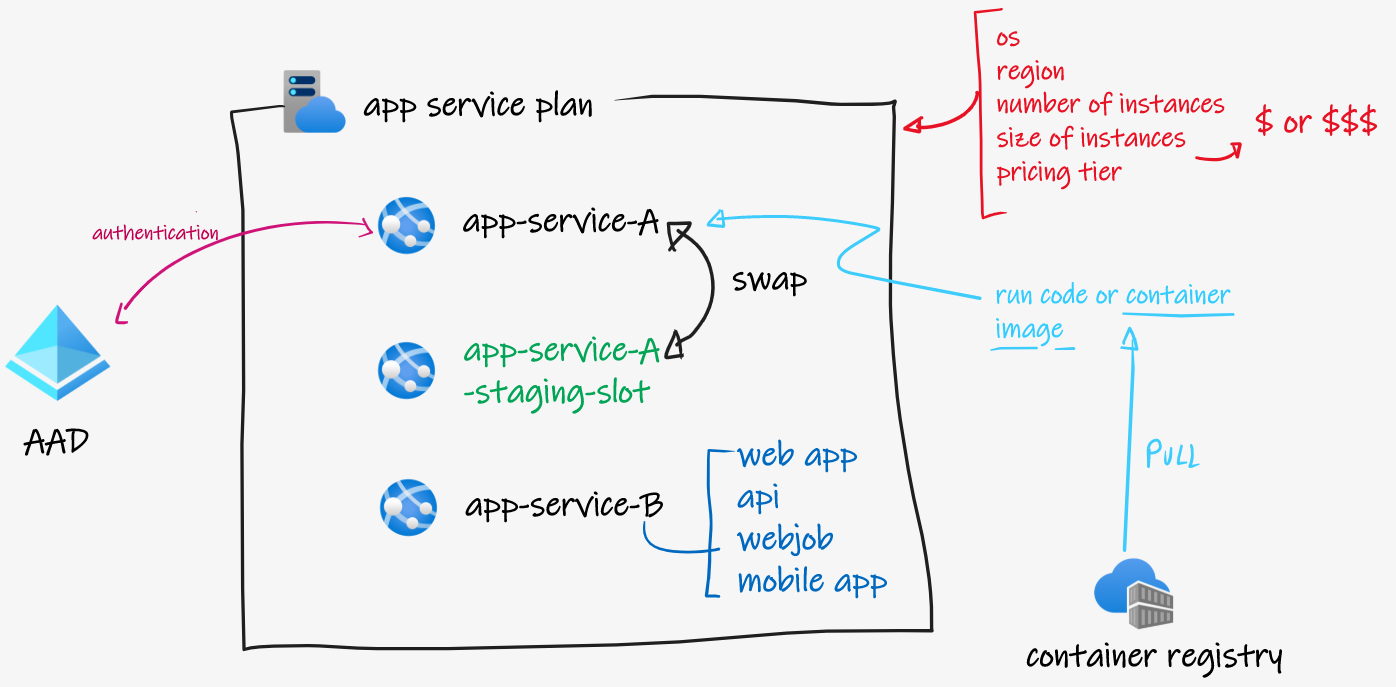 os
region
number of instances
size of instances
pricing tier
$ or $$$
app service plan
authentication
app-service-A
swap
run code or container
image
app-service-A
-staging-slot
AAD
PULL
web app
api
webjob
mobile app
app-service-B
container registry